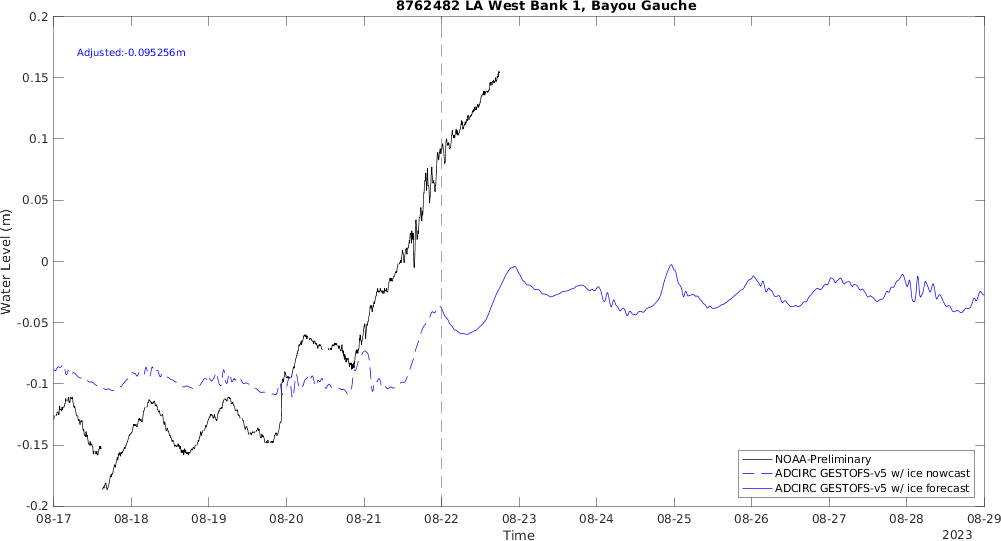 8762482 LA West Bank 1, Bayou Gauche
Adjusted:-0.095256m
Water Level (m)
0.2
0.15
0.1
0.05
0
-0.05
-0.1
-0.15
-0.2
NOAA-Preliminary
ADCIRC GESTOFS-v5 w/ ice nowcast
ADCIRC GESTOFS-v5 w/ ice forecast
08-17 08-18 08-19 08-20 08-21 08-22 08-23 08-24 08-25 08-26 08-27 08-28 08-29
Time
2023